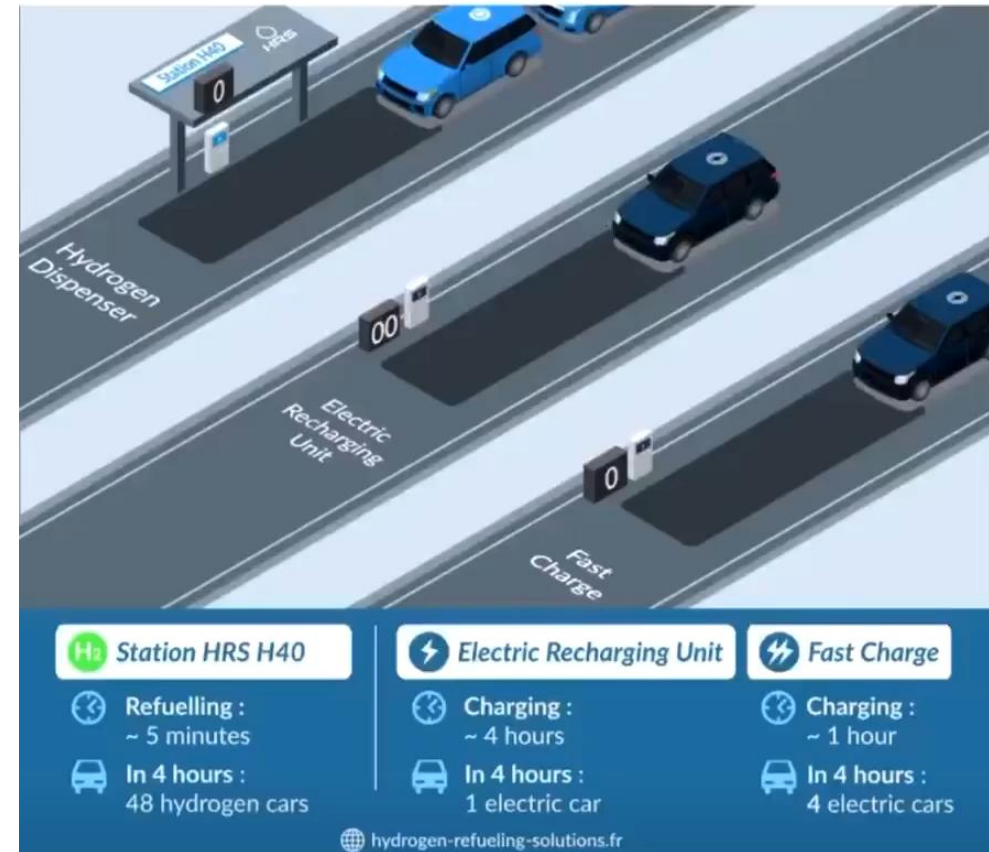 Station H40
HRS
0
Hydrogen
Dispenser
00
Electric
Recharging
Unit
0
Fast
Charge
H2 Station HRS H40
Refuelling :
~ 5 minutes
In 4 hours :
48 hydrogen cars
Electric Recharging Unit
Charging :
~ 4 hours
In 4 hours :
1 electric car
Fast Charge
Charging :
~ 1 hour
In 4 hours :
4 electric cars
hydrogen-refueling-solutions.fr